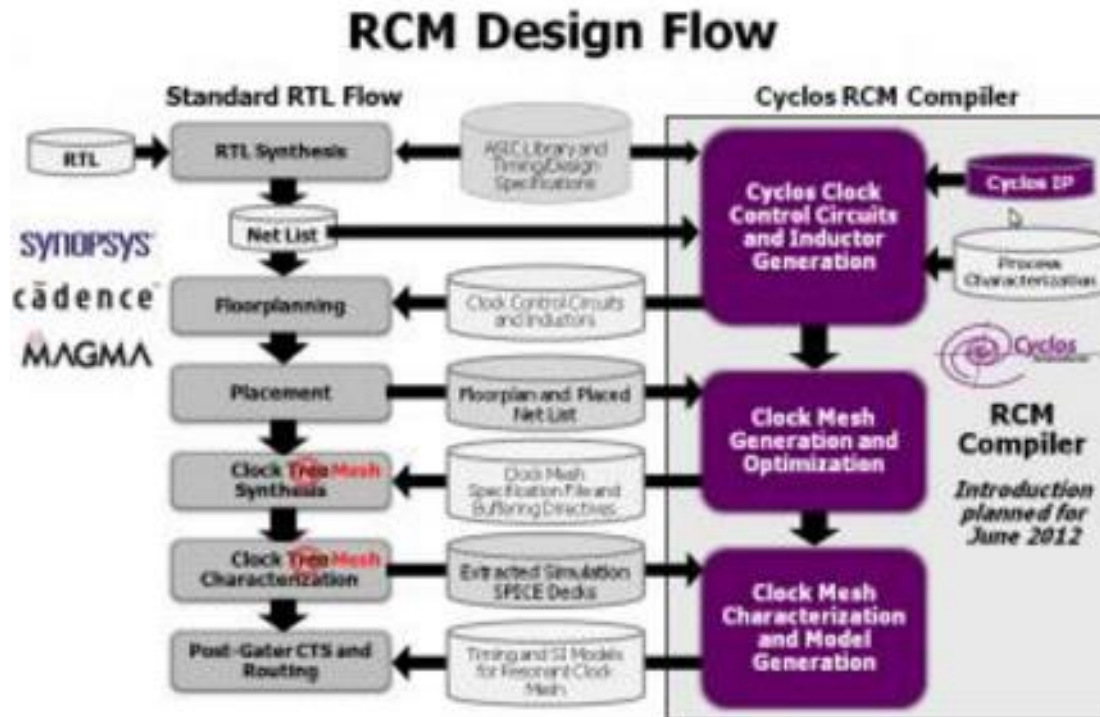 RCM Design Flow
Standard RTL Flow
Cyclos RCM Compiler
RTL
RTL Synthesis
ASIC Library and
Timing/Design
Specifications
Cyclos Clock
Control Circuits
and Inductor
Generation
Cyclos IP
Net List
SYNOPSYS
Process
Characterization
cādence
Floorplanning
Clock Control Circuits
and Inductors
MAGMA
Cyclos
Placement
Floorplan and Placed
Net List
Clock Mesh
Generation and
Optimization
RCM
Compiler
Clock Tree Mesh
Synthesis
Clock Mesh
Specification File and
Buffering Directives
Introduction
planned for
June 2012
Clock Tree Mesh
Characterization
Extracted Simulation
SPICE Decks
Clock Mesh
Characterization
and Model
Generation
Post-Gater CTS and
Routing
Timing and SI Models
for Resonant Clock
Mesh